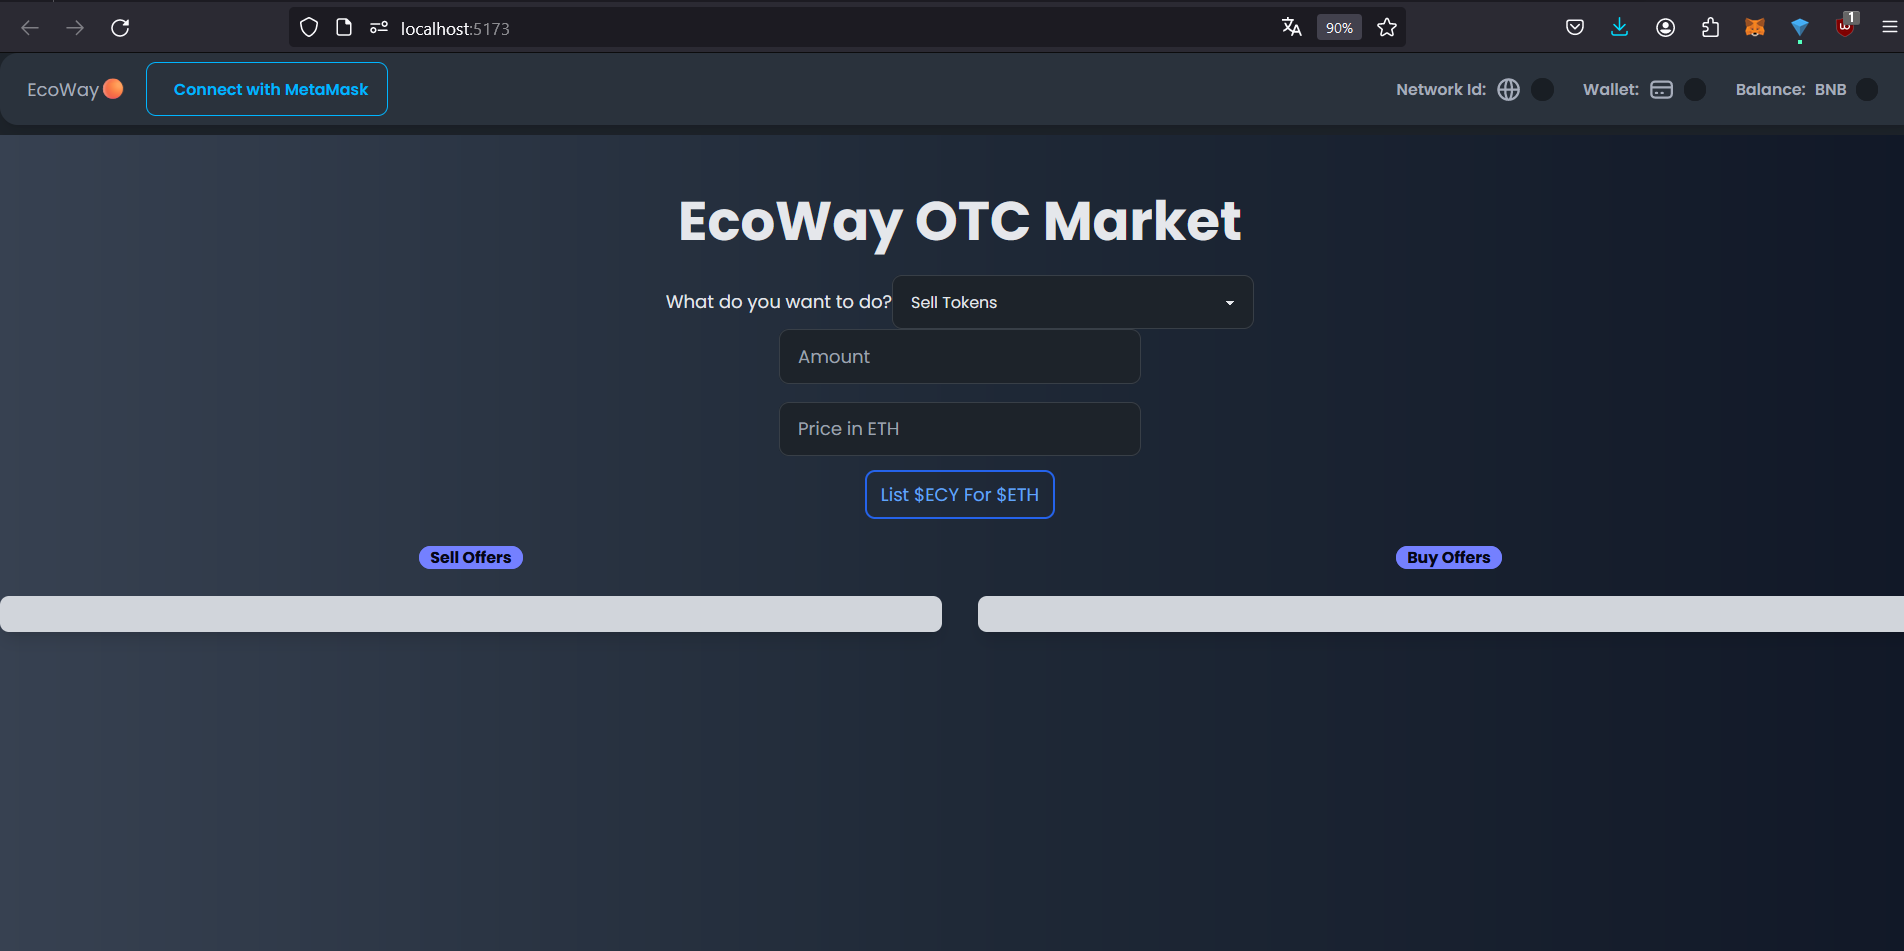 localhost:5173
90%
1
EcoWay
Connect with MetaMask
Network Id:
Wallet:
Balance: BNB
EcoWay OTC Market
What do you want to do?
Sell Tokens
Amount
Price in ETH
List $ECY For $ETH
Sell Offers
Buy Offers